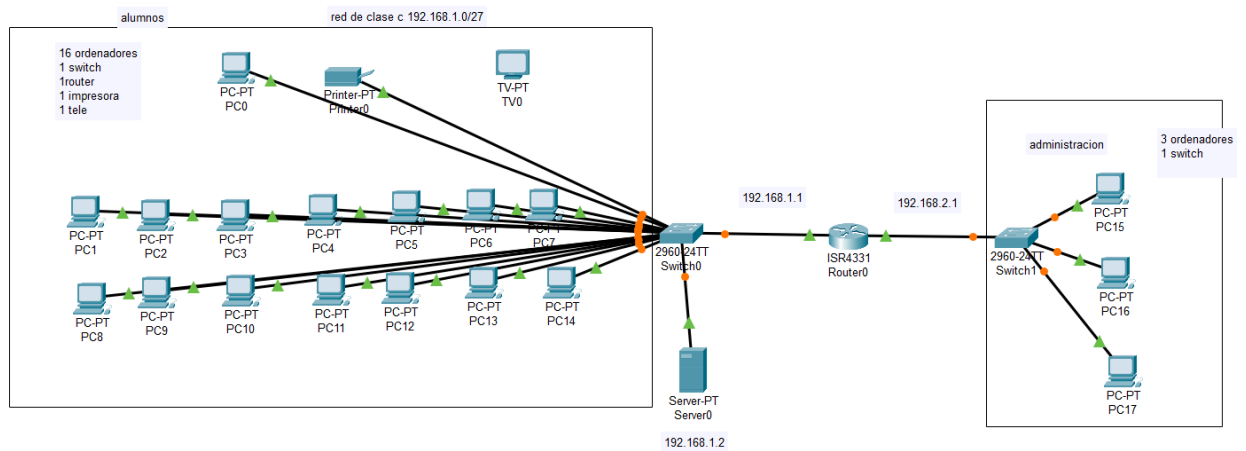 alumnos
red de clase c 192.168.1.0/27
16 ordenadores
1 switch
1router
1 impresora
1 tele
PC-PT
PC0
Printer-PT
Printer0
TV-PT
TV0
PC-PT
PC1
PC-PT
PC2
PC-PT
PC3
PC-PT
PC4
PC-PT
PC5
PC-PT
PC6
PC-PT
PC7
PC-PT
PC8
PC-PT
PC9
PC-PT
PC10
PC-PT
PC11
PC-PT
PC12
PC-PT
PC13
PC-PT
PC14
2960-24TT
Switch0
Server-PT
Server0
192.168.1.2
192.168.1.1
ISR4331
Router0
192.168.2.1
2960-24TT
Switch1
administracion
3 ordenadores
1 switch
PC-PT
PC15
PC-PT
PC16
PC-PT
PC17